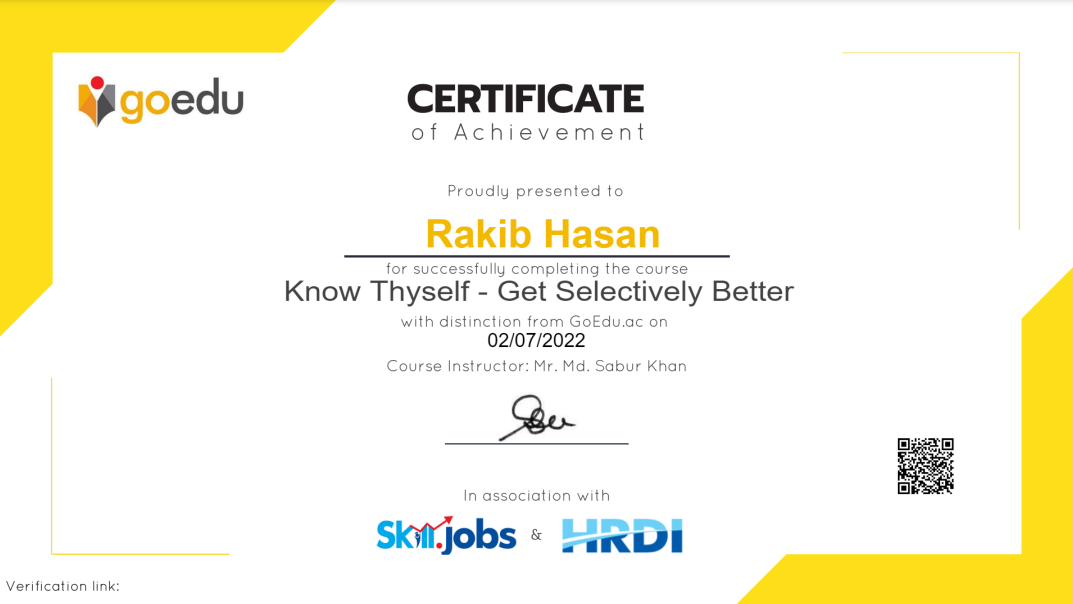 goedu
CERTIFICATE
of Achievement
Proudly presented to
Rakib Hasan
for successfully completing the course
Know Thyself - Get Selectively Better
with distinction from GoEdu.ac on
02/07/2022
Course Instructor: Mr. Md. Sabur Khan
In association with
Skill.jobs & HRDI
Verification link: